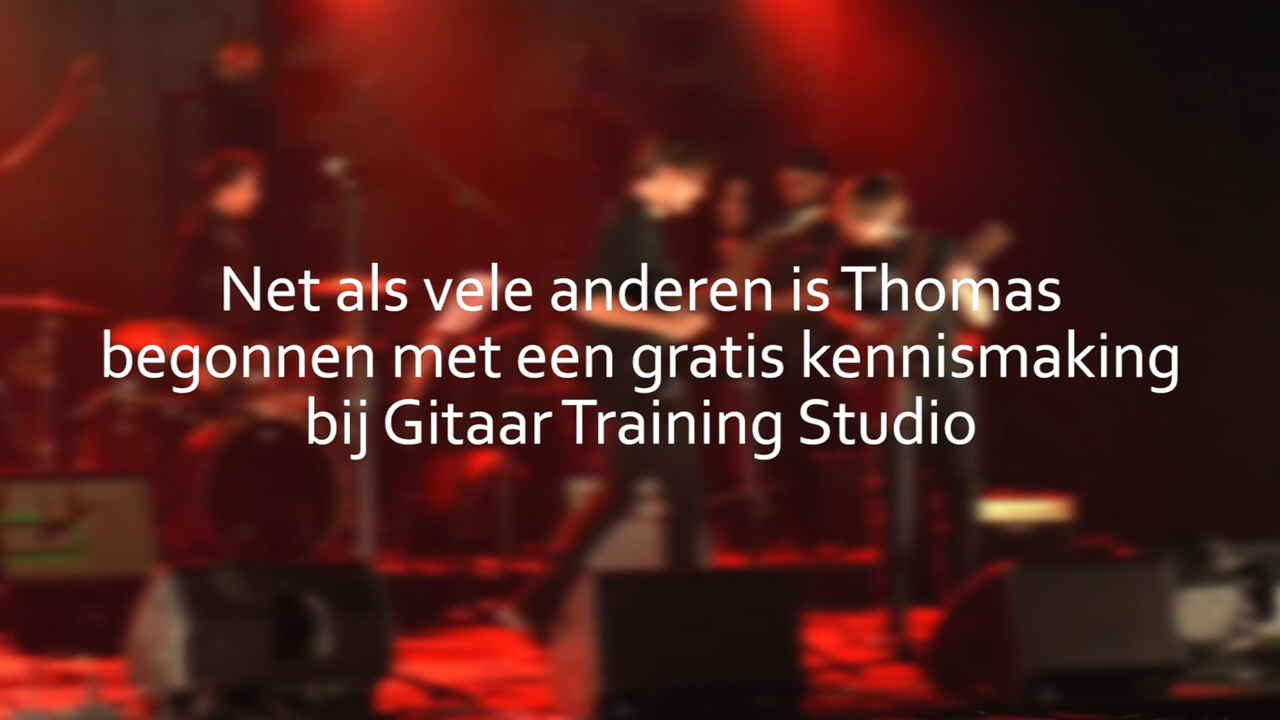 Net als vele anderen is Thomas
begonnen met een gratis kennismaking
bij Gitaar Training Studio